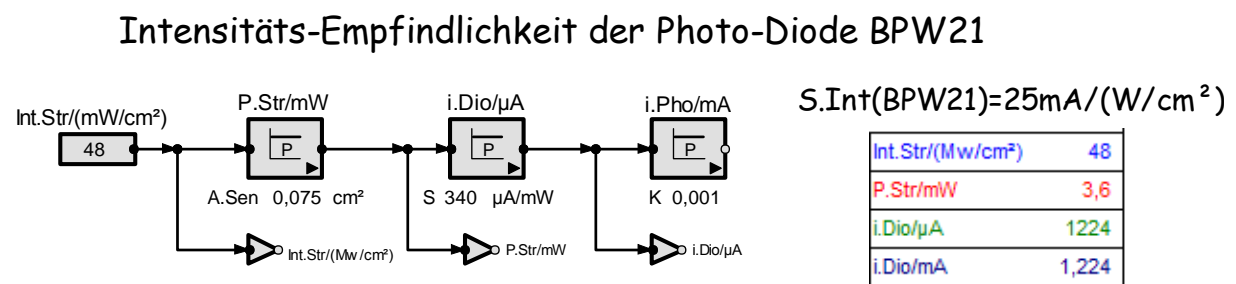 Intensitäts-Empfindlichkeit der Photo-Diode BPW21
Int.Str/(mW/cm²)
48
P.Str/mW
P
A.Sen 0,075 cm²
i.Dio/µA
P
S 340 µA/mW
i.Pho/mA
P
K 0,001
Int.Str/(Mw/cm²)
P.Str/mW
i.Dio/µA
S.Int(BPW21)=25mA/(W/cm²)
Int.Str/(Mw/cm²) 48
P.Str/mW 3,6
i.Dio/µA 1224
i.Dio/mA 1,224